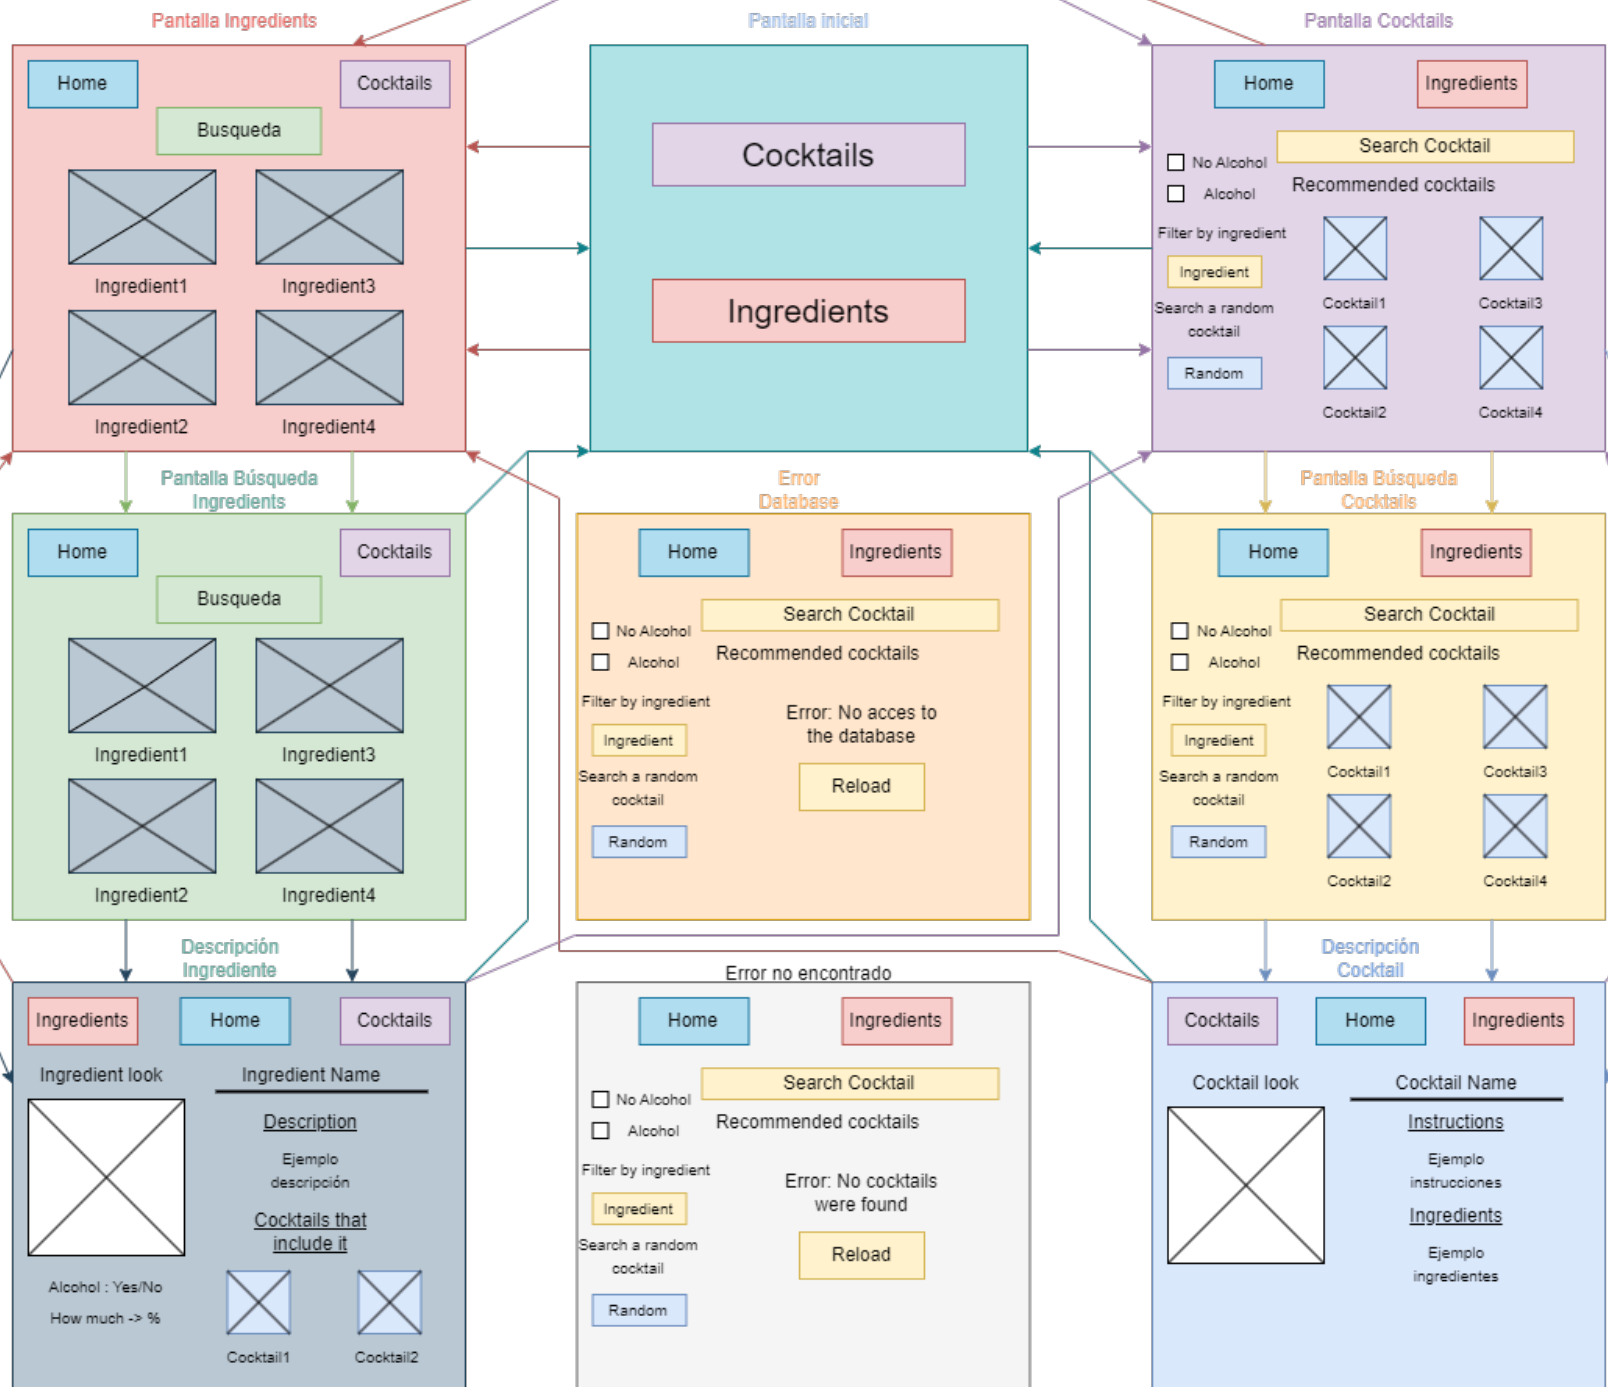 Pantalla Ingredients
Home
Cocktails
Busqueda
Ingredient1
Ingredient3
Ingredient2
Ingredient4
Pantalla inicial
Cocktails
Ingredients
Pantalla Cocktails
Home
Ingredients
Search Cocktail
No Alcohol
Alcohol
Recommended cocktails
Filter by ingredient
Ingredient
Search a random
cocktail
Random
Cocktail1
Cocktail3
Cocktail2
Cocktail4
Pantalla Búsqueda
Ingredients
Home
Cocktails
Busqueda
Ingredient1
Ingredient3
Ingredient2
Ingredient4
Error
Database
Home
Ingredients
Search Cocktail
No Alcohol
Alcohol
Recommended cocktails
Filter by ingredient
Ingredient
Search a random
cocktail
Random
Error: No acces to
the database
Reload
Pantalla Búsqueda
Cocktails
Home
Ingredients
Search Cocktail
No Alcohol
Alcohol
Recommended cocktails
Filter by ingredient
Ingredient
Search a random
cocktail
Random
Cocktail1
Cocktail3
Cocktail2
Cocktail4
Descripción
Ingrediente
Ingredients
Home
Cocktails
Ingredient look
Ingredient Name
Description
Ejemplo
descripción
Cocktails that
include it
Alcohol : Yes/No
How much -> %
Cocktail1
Cocktail2
Error no encontrado
Home
Ingredients
Search Cocktail
No Alcohol
Alcohol
Recommended cocktails
Filter by ingredient
Ingredient
Search a random
cocktail
Random
Error: No cocktails
were found
Reload
Descripción
Cocktail
Cocktails
Home
Ingredients
Cocktail look
Cocktail Name
Instructions
Ejemplo
instrucciones
Ingredients
Ejemplo
ingredientes